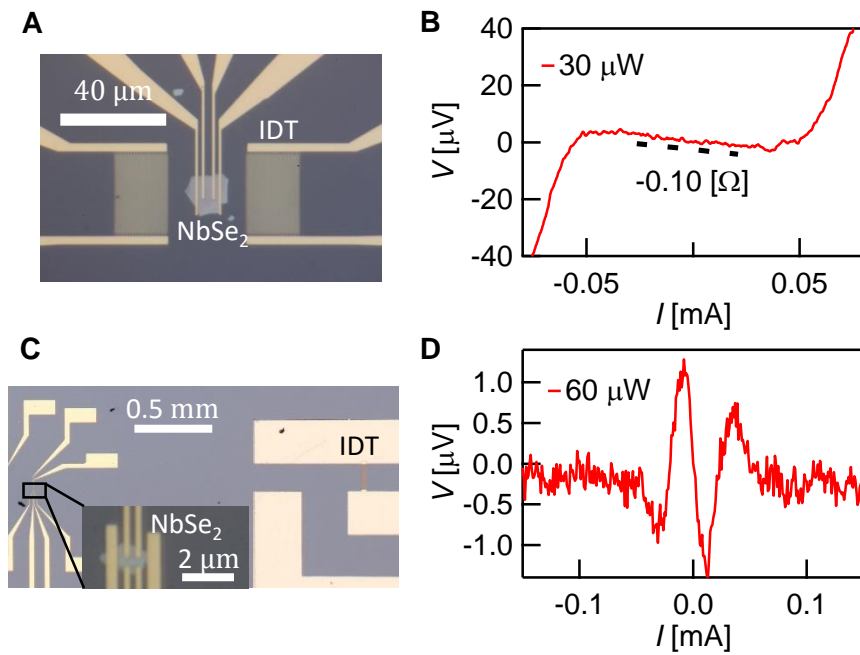 A
40 μm
IDT
NbSe₂
B
30 μW
V [μV]
40
20
0
-20
-40
-0.10 [Ω]
-0.05
0.05
I [mA]
C
0.5 mm
IDT
NbSe₂
2 μm
D
60 μW
V [μV]
1.0
0.5
0.0
-0.5
-1.0
-0.1
0.0
0.1
I [mA]